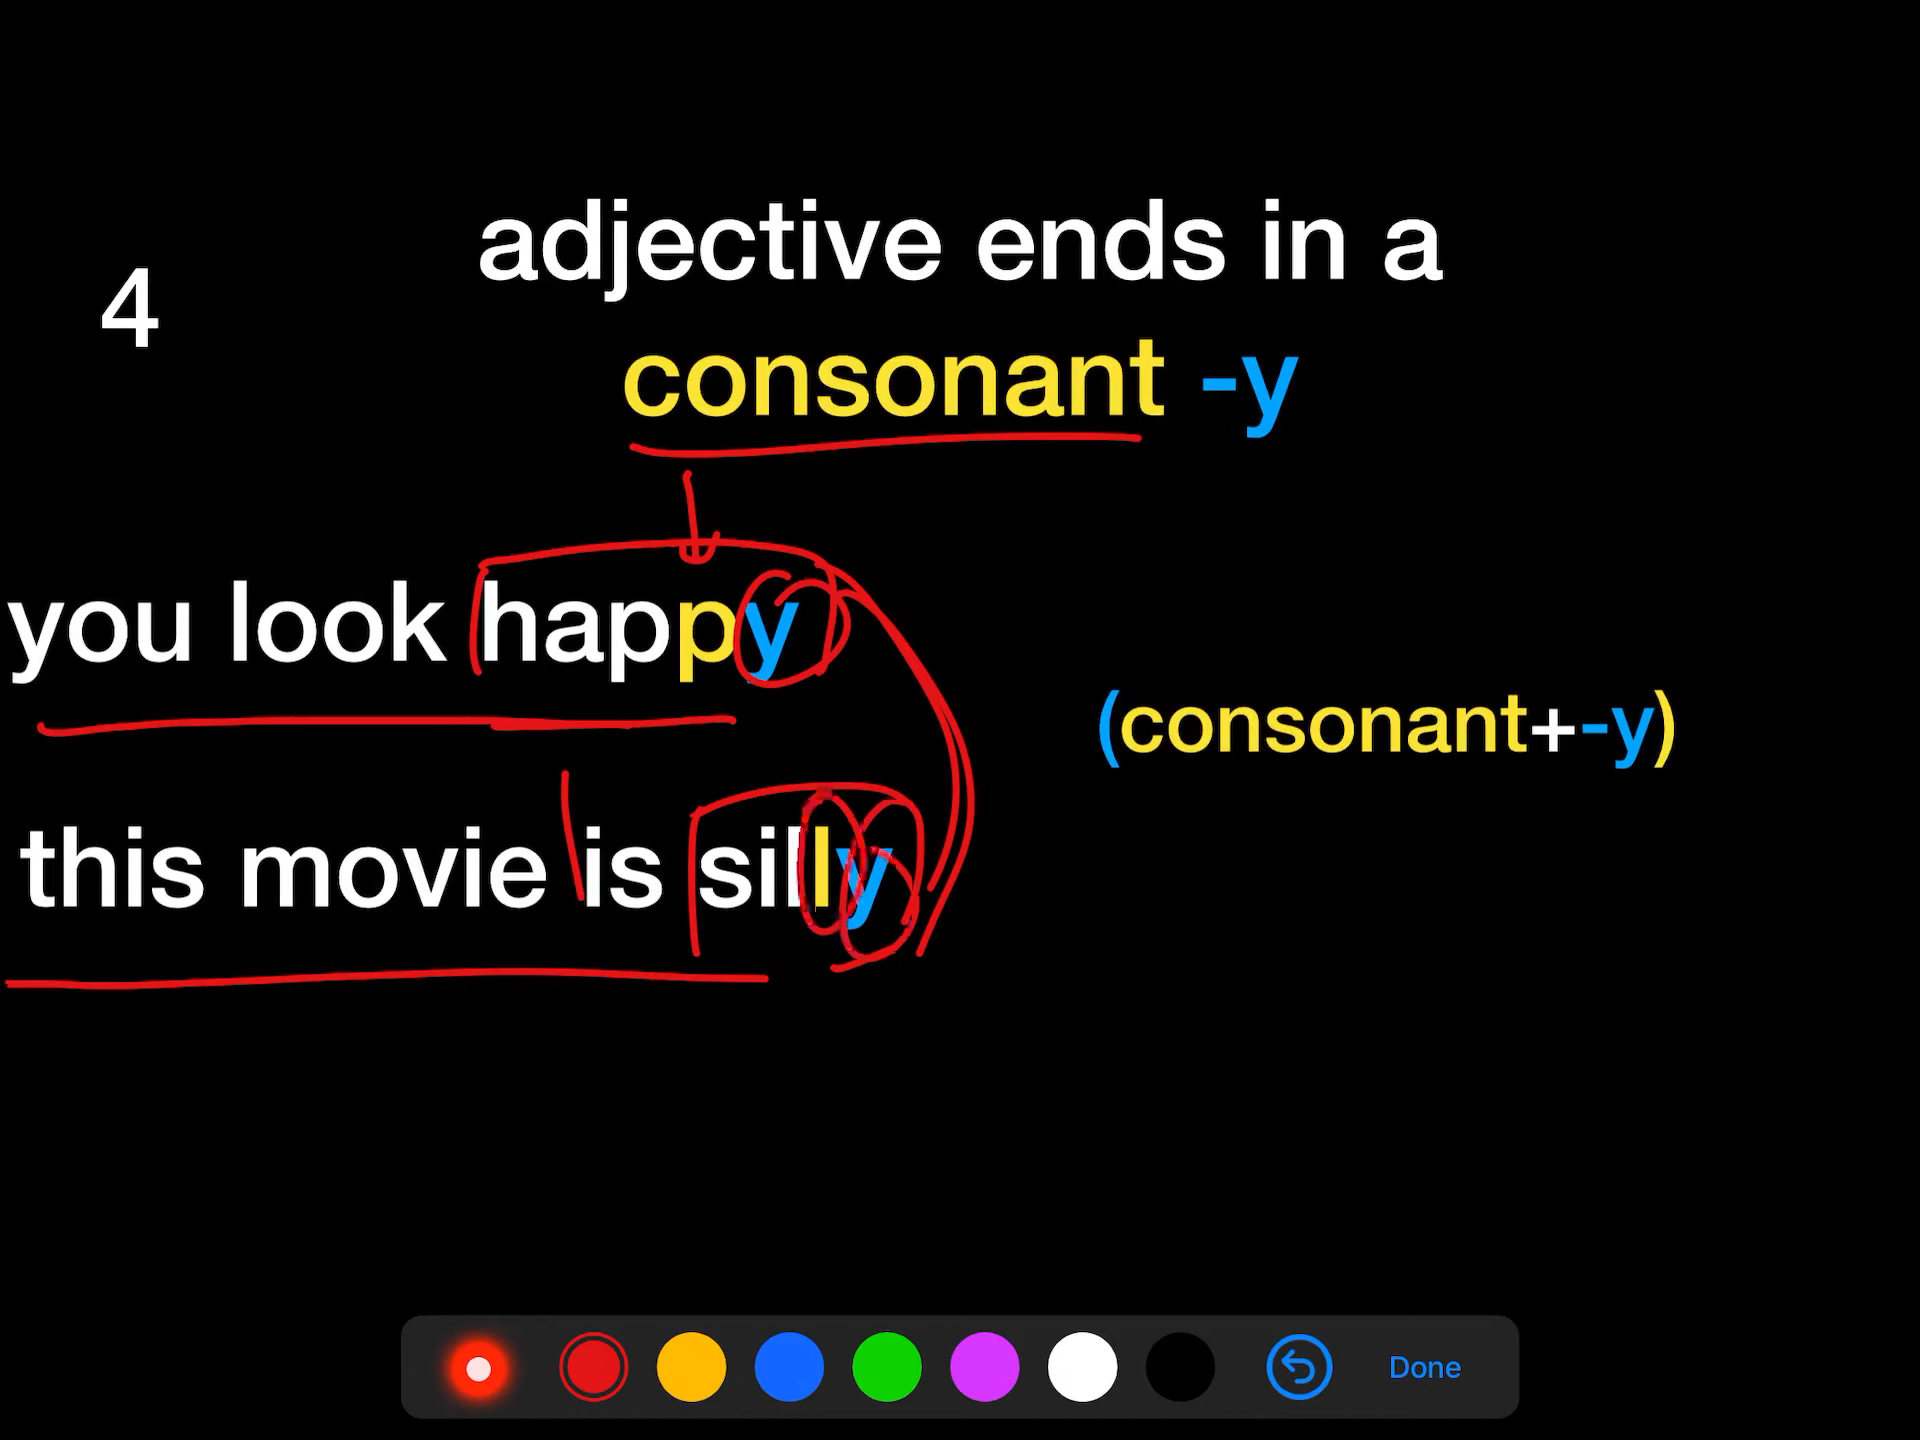 adjective ends in a
4
consonant -y
you look happy
(consonant+-y)
this movie is silly
Done